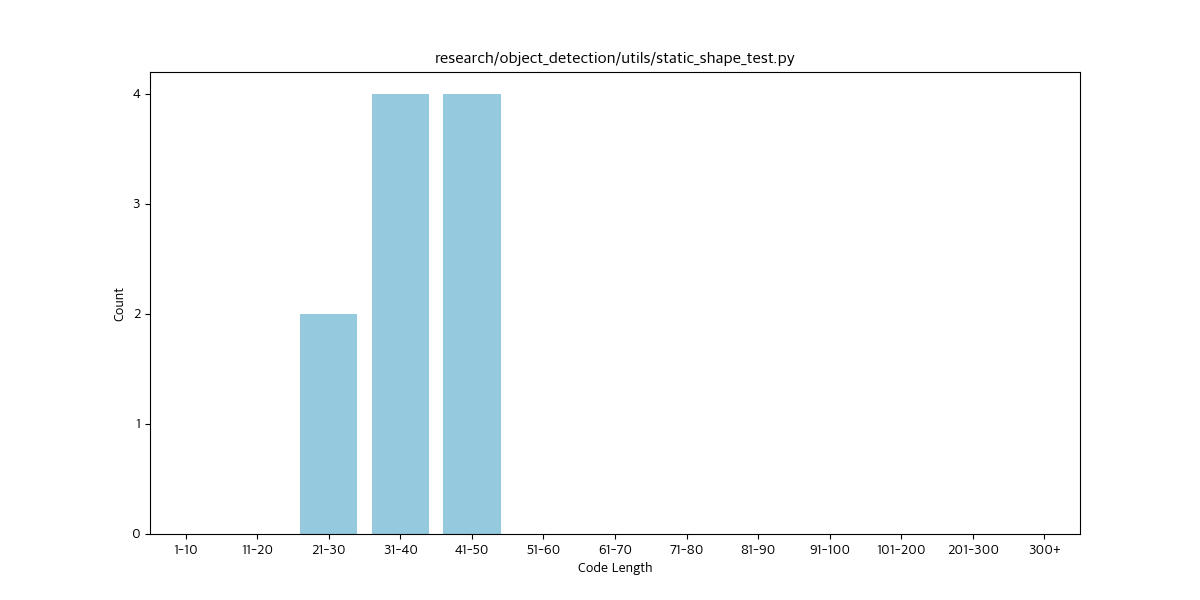 research/object_detection/utils/static_shape_test.py
4
3
2
1
0
Count
1-10 11-20 21-30 31-40 41-50 51-60 61-70 71-80 81-90 91-100 101-200 201-300 300+
Code Length